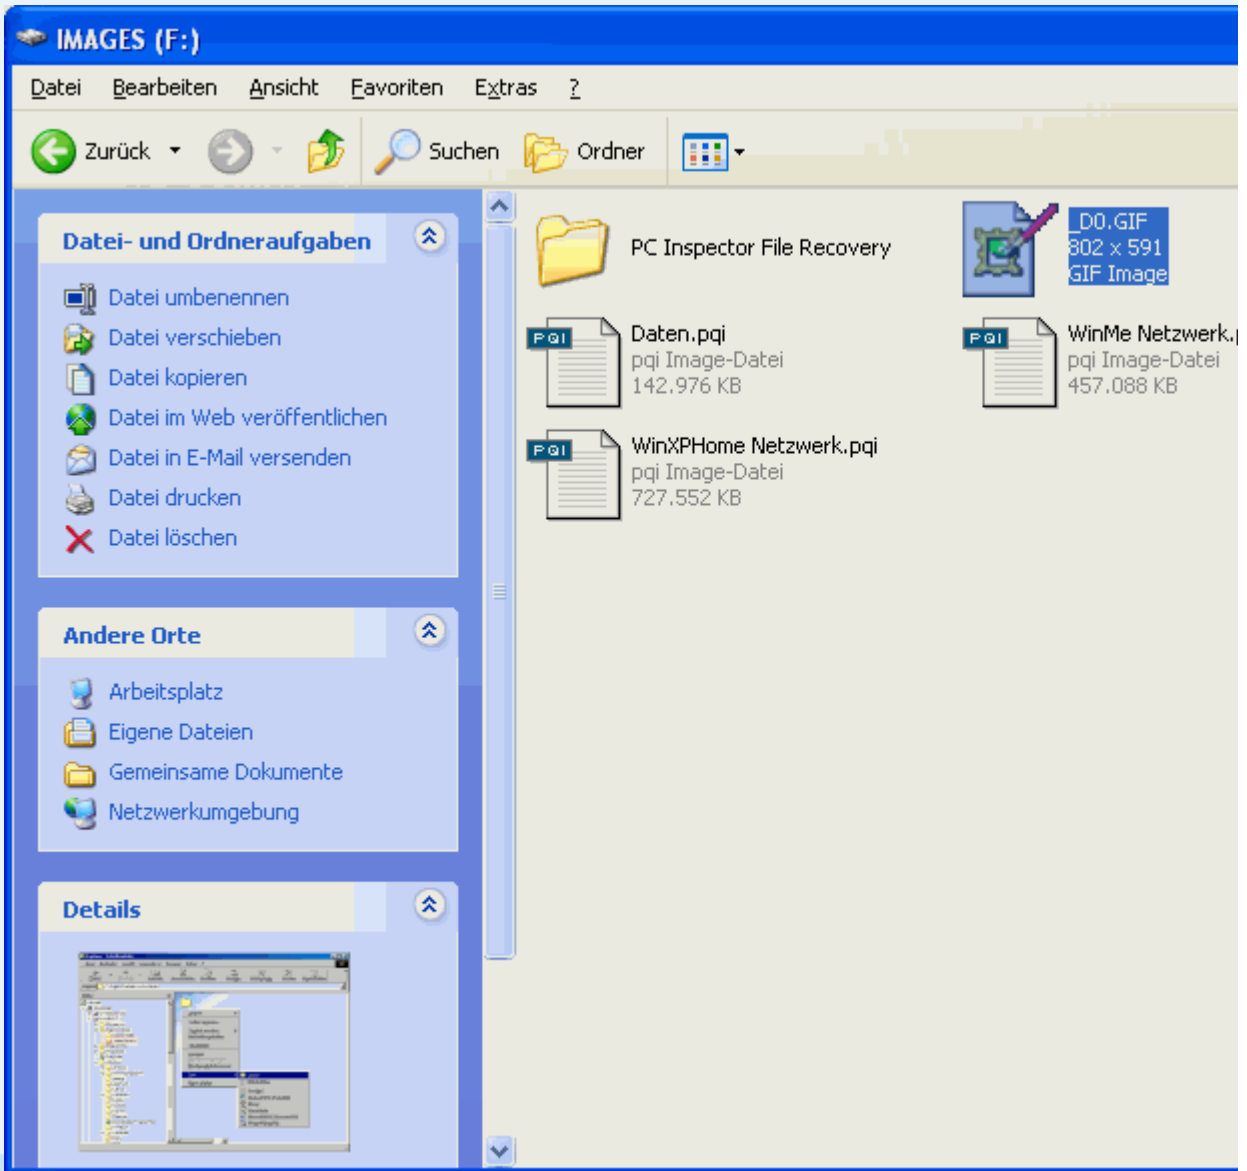 IMAGES (F:)
Datei Bearbeiten Ansicht Favoriten Extras ?
Zurück Suchen Ordner
Datei- und Ordneraufgaben
Datei umbenennen
Datei verschieben
Datei kopieren
Datei im Web veröffentlichen
Datei in E-Mail versenden
Datei drucken
Datei löschen
Andere Orte
Arbeitsplatz
Eigene Dateien
Gemeinsame Dokumente
Netzwerkumgebung
Details
PC Inspector File Recovery
_D0.GIF
802 x 591
GIF Image
PQI
Daten.pqi
pqi Image-Datei
142.976 KB
PQI
WinMe Netzwerk.p
pqi Image-Datei
457.088 KB
PQI
WinXPHome Netzwerk.pqi
pqi Image-Datei
727.552 KB